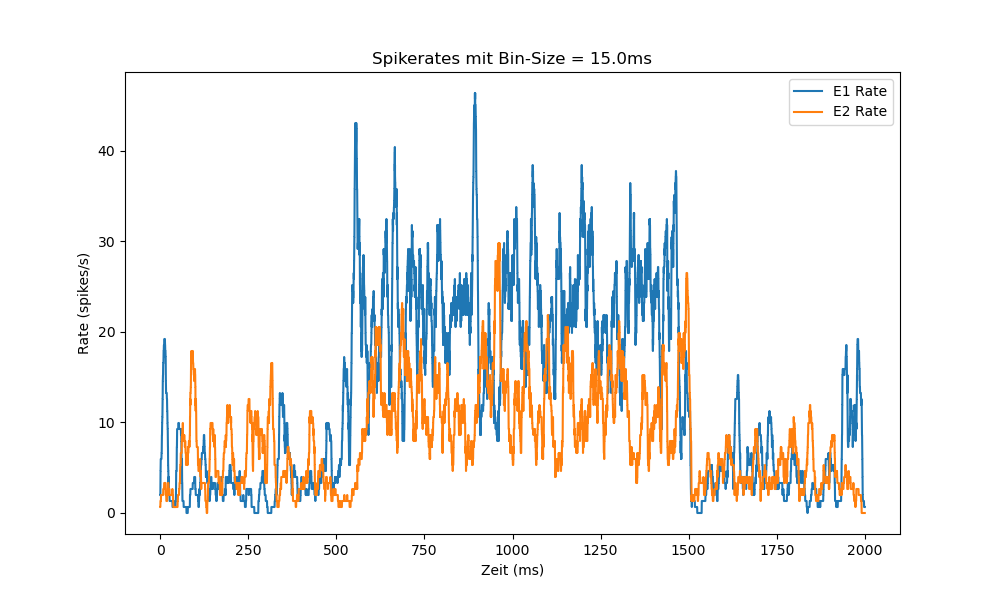 Spikerates mit Bin-Size = 15.0ms
E1 Rate
E2 Rate
40
30
20
10
0
Rate (spikes/s)
0 250 500 750 1000 1250 1500 1750 2000
Zeit (ms)